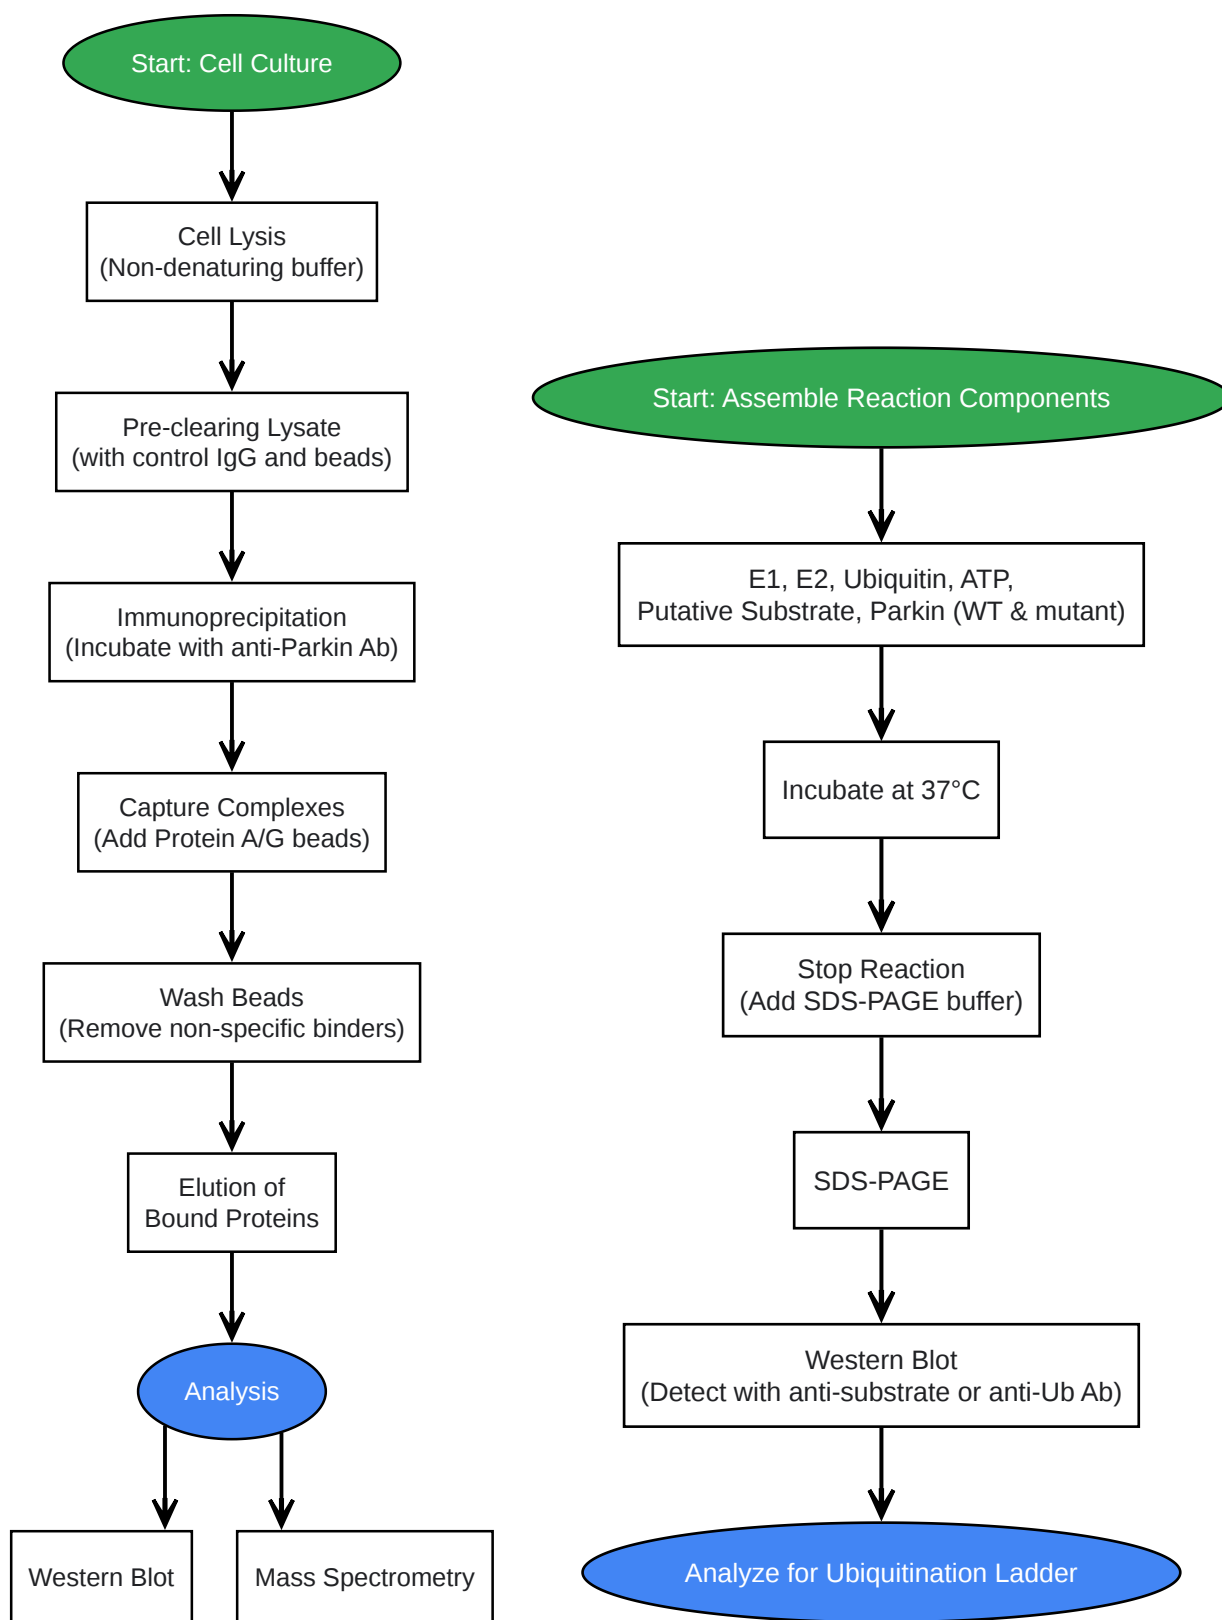 Start: Cell Culture
Cell Lysis
(Non-denaturing buffer)
Pre-clearing Lysate
(with control IgG and beads)
Immunoprecipitation
(Incubate with anti-Parkin Ab)
Capture Complexes
(Add Protein A/G beads)
Wash Beads
(Remove non-specific binders)
Elution of
Bound Proteins
Analysis
Western Blot
Mass Spectrometry
Start: Assemble Reaction Components
E1, E2, Ubiquitin, ATP,
Putative Substrate, Parkin (WT & mutant)
Incubate at 37°C
Stop Reaction
(Add SDS-PAGE buffer)
SDS-PAGE
Western Blot
(Detect with anti-substrate or anti-Ub Ab)
Analyze for Ubiquitination Ladder